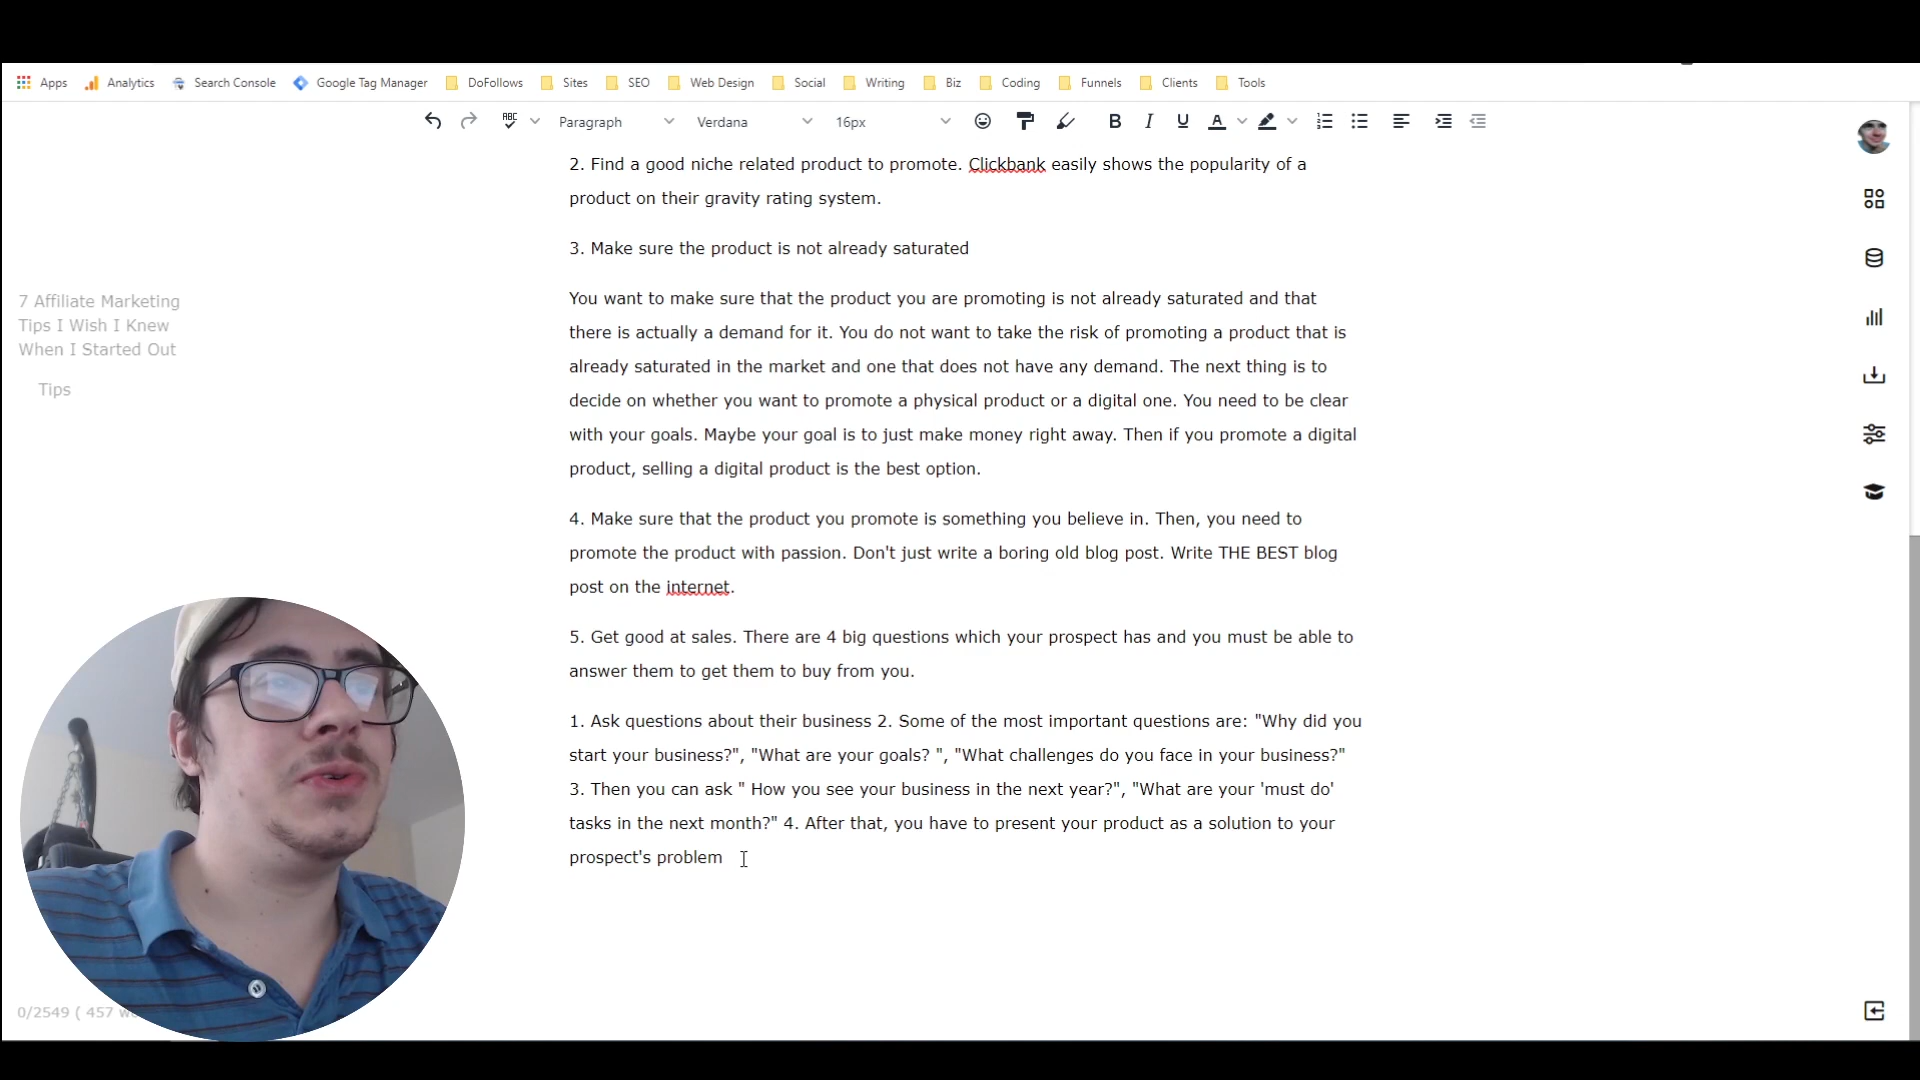 Apps Analytics Search Console Google Tag Manager DoFollows Sites SEO Web Design Social Writing Biz Coding Funnels Clients Tools
ABC Paragraph Verdana 16px B I U A
2. Find a good niche related product to promote. Clickbank easily shows the popularity of a
product on their gravity rating system.
3. Make sure the product is not already saturated
7 Affiliate Marketing
Tips I Wish I Knew
When I Started Out
Tips
You want to make sure that the product you are promoting is not already saturated and that
there is actually a demand for it. You do not want to take the risk of promoting a product that is
already saturated in the market and one that does not have any demand. The next thing is to
decide on whether you want to promote a physical product or a digital one. You need to be clear
with your goals. Maybe your goal is to just make money right away. Then if you promote a digital
product, selling a digital product is the best option.
4. Make sure that the product you promote is something you believe in. Then, you need to
promote the product with passion. Don't just write a boring old blog post. Write THE BEST blog
post on the internet.
5. Get good at sales. There are 4 big questions which your prospect has and you must be able to
answer them to get them to buy from you.
1. Ask questions about their business 2. Some of the most important questions are: "Why did you
start your business?", "What are your goals? ", "What challenges do you face in your business?"
3. Then you can ask " How you see your business in the next year?", "What are your 'must do'
tasks in the next month?" 4. After that, you have to present your product as a solution to your
prospect's problem
0/2549 ( 457